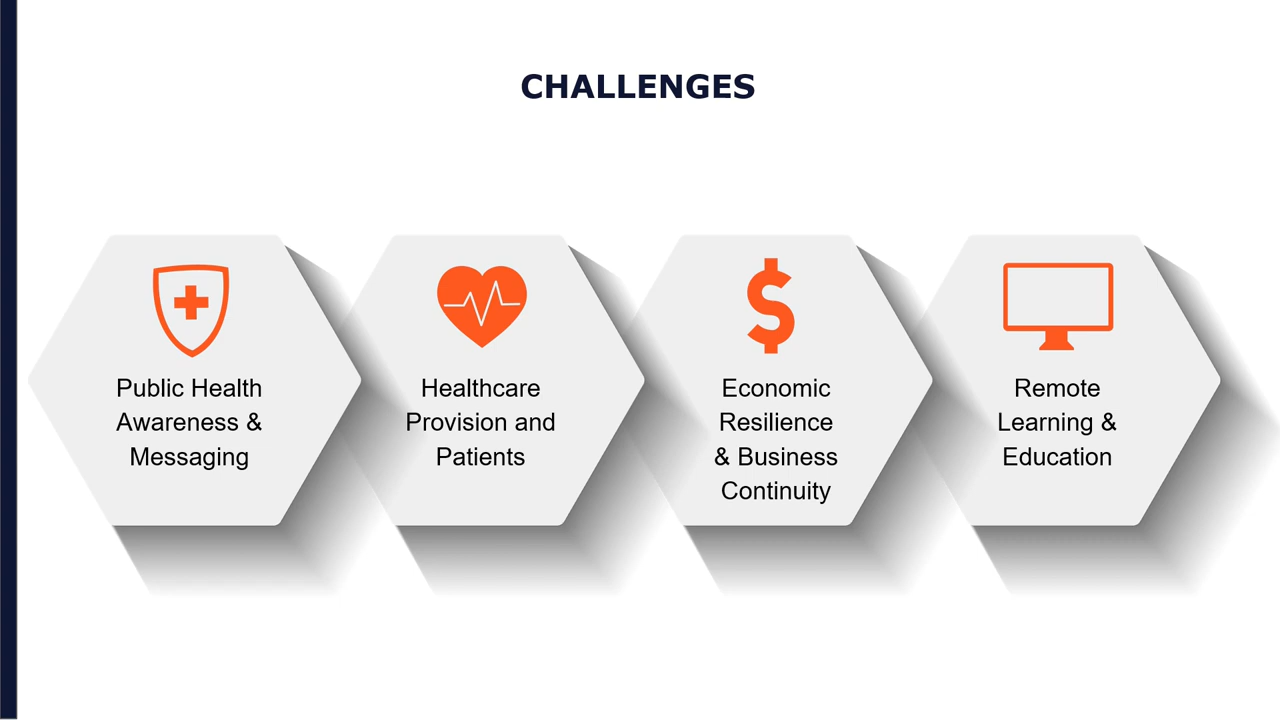 CHALLENGES
Public Health
Awareness &
Messaging
Healthcare
Provision and
Patients
Economic
Resilience
& Business
Continuity
Remote
Learning &
Education